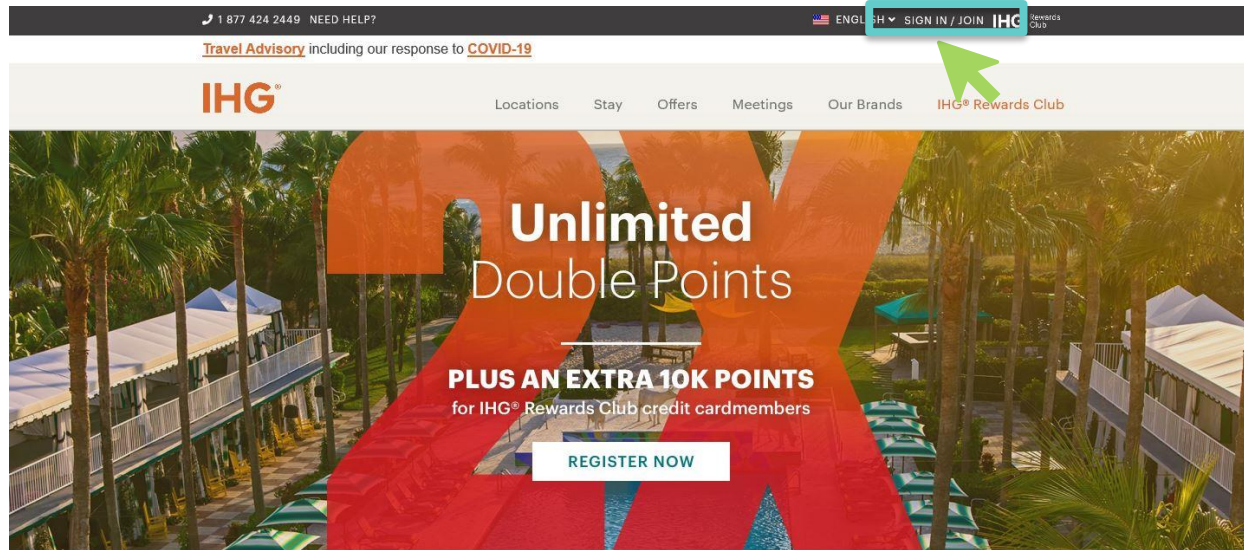 1 877 424 2449 NEED HELP?
ENGLISH SIGN IN / JOIN IHG Rewards Club
Travel Advisory including our response to COVID-19
IHG®
Locations Stay Offers Meetings Our Brands IHG® Rewards Club
2X
Unlimited
Double Points
PLUS AN EXTRA 10K POINTS
for IHG® Rewards Club credit cardmembers
REGISTER NOW